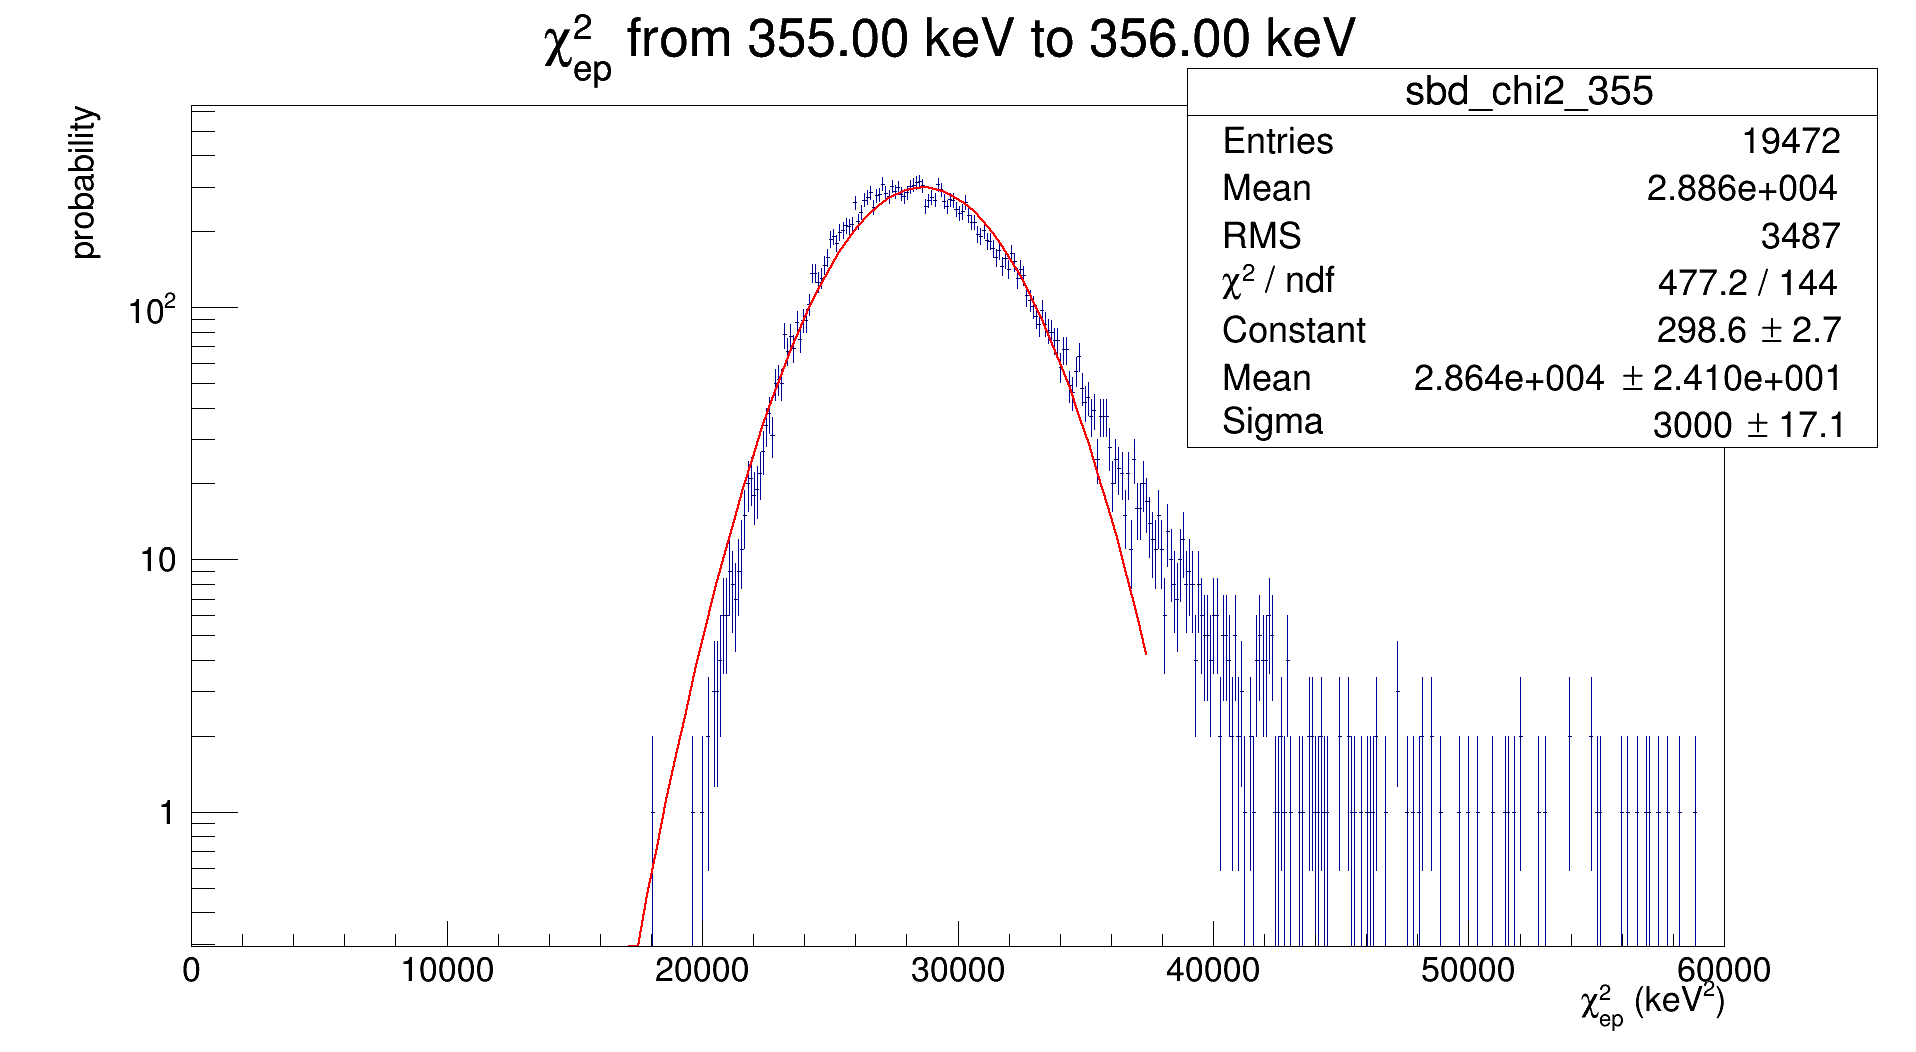 χ²ep from 355.00 keV to 356.00 keV
sbd_chi2_355
Entries 19472
Mean 2.886e+004
RMS 3487
χ² / ndf 477.2 / 144
Constant 298.6 ± 2.7
Mean 2.864e+004 ± 2.410e+001
Sigma 3000 ± 17.1
probability
10²
10
1
0 10000 20000 30000 40000 50000 60000
χ²ep (keV²)